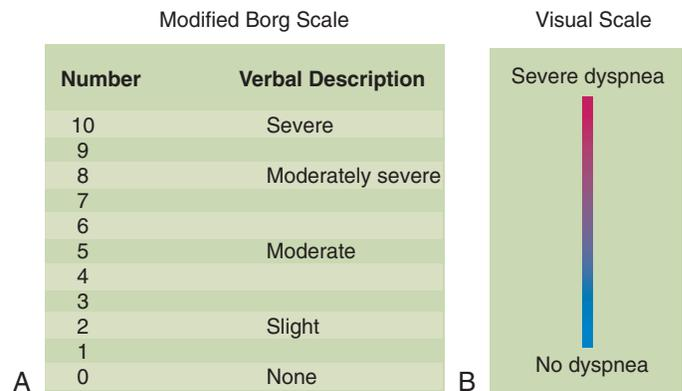 Modified Borg Scale
Number Verbal Description
10 Severe
9
8 Moderately severe
7
6
5 Moderate
4
3
2 Slight
1
0 None
A
Visual Scale
Severe dyspnea
No dyspnea
B